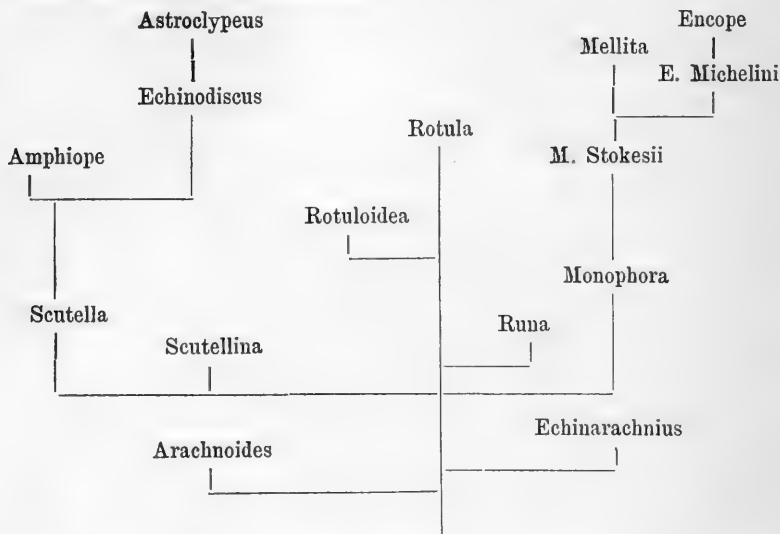 Astroclypeus
Encope
Mellita
E. Michelini
Echinodiscus
Rotula
Amphiope
M. Stokesii
Rotuloidea
Monophora
Scutella
Runa
Scutellina
Echinarachnius
Arachnoides